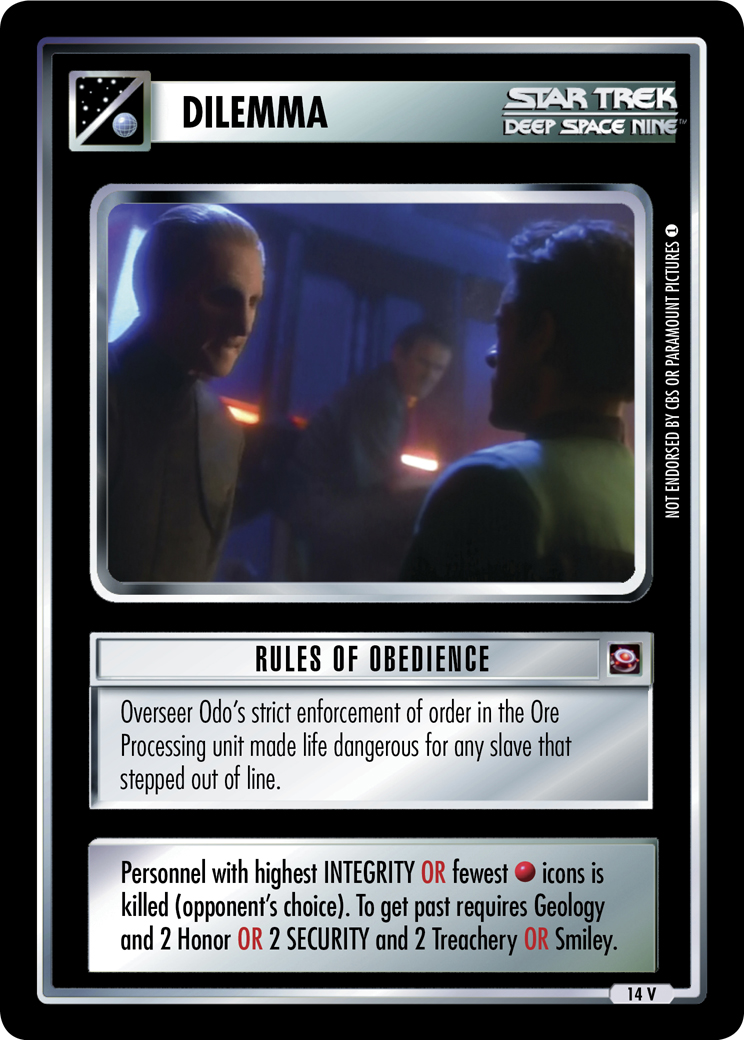 DILEMMA
STAR TREK
DEEP SPACE NINE™
NOT ENDORSED BY CBS OR PARAMOUNT PICTURES 1
RULES OF OBEDIENCE
Overseer Odo's strict enforcement of order in the Ore
Processing unit made life dangerous for any slave that
stepped out of line.
Personnel with highest INTEGRITY OR fewest icons is
killed (opponent's choice). To get past requires Geology
and 2 Honor OR 2 SECURITY and 2 Treachery OR Smiley.
14 V